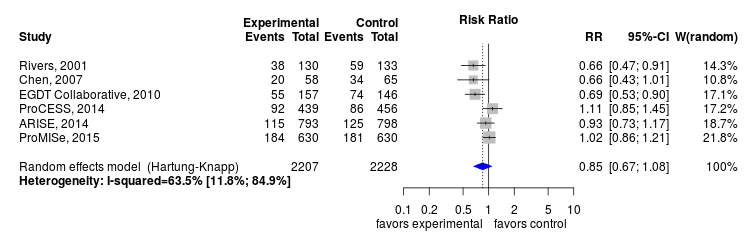 Experimental Control Risk Ratio
Study Events Total Events Total RR 95%-CI W(random)
Rivers, 2001 38 130 59 133 0.66 [0.47; 0.91] 14.3%
Chen, 2007 20 58 34 65 0.66 [0.43; 1.01] 10.8%
EGDT Collaborative, 2010 55 157 74 146 0.69 [0.53; 0.90] 17.1%
ProCESS, 2014 92 439 86 456 1.11 [0.85; 1.45] 17.2%
ARISE, 2014 115 793 125 798 0.93 [0.73; 1.17] 18.7%
ProMISe, 2015 184 630 181 630 1.02 [0.86; 1.21] 21.8%
Random effects model (Hartung-Knapp) 2207 2228 0.85 [0.67; 1.08] 100%
Heterogeneity: I-squared=63.5% [11.8%; 84.9%]
0.1 0.2 0.5 1 2 5 10
favors experimental favors control